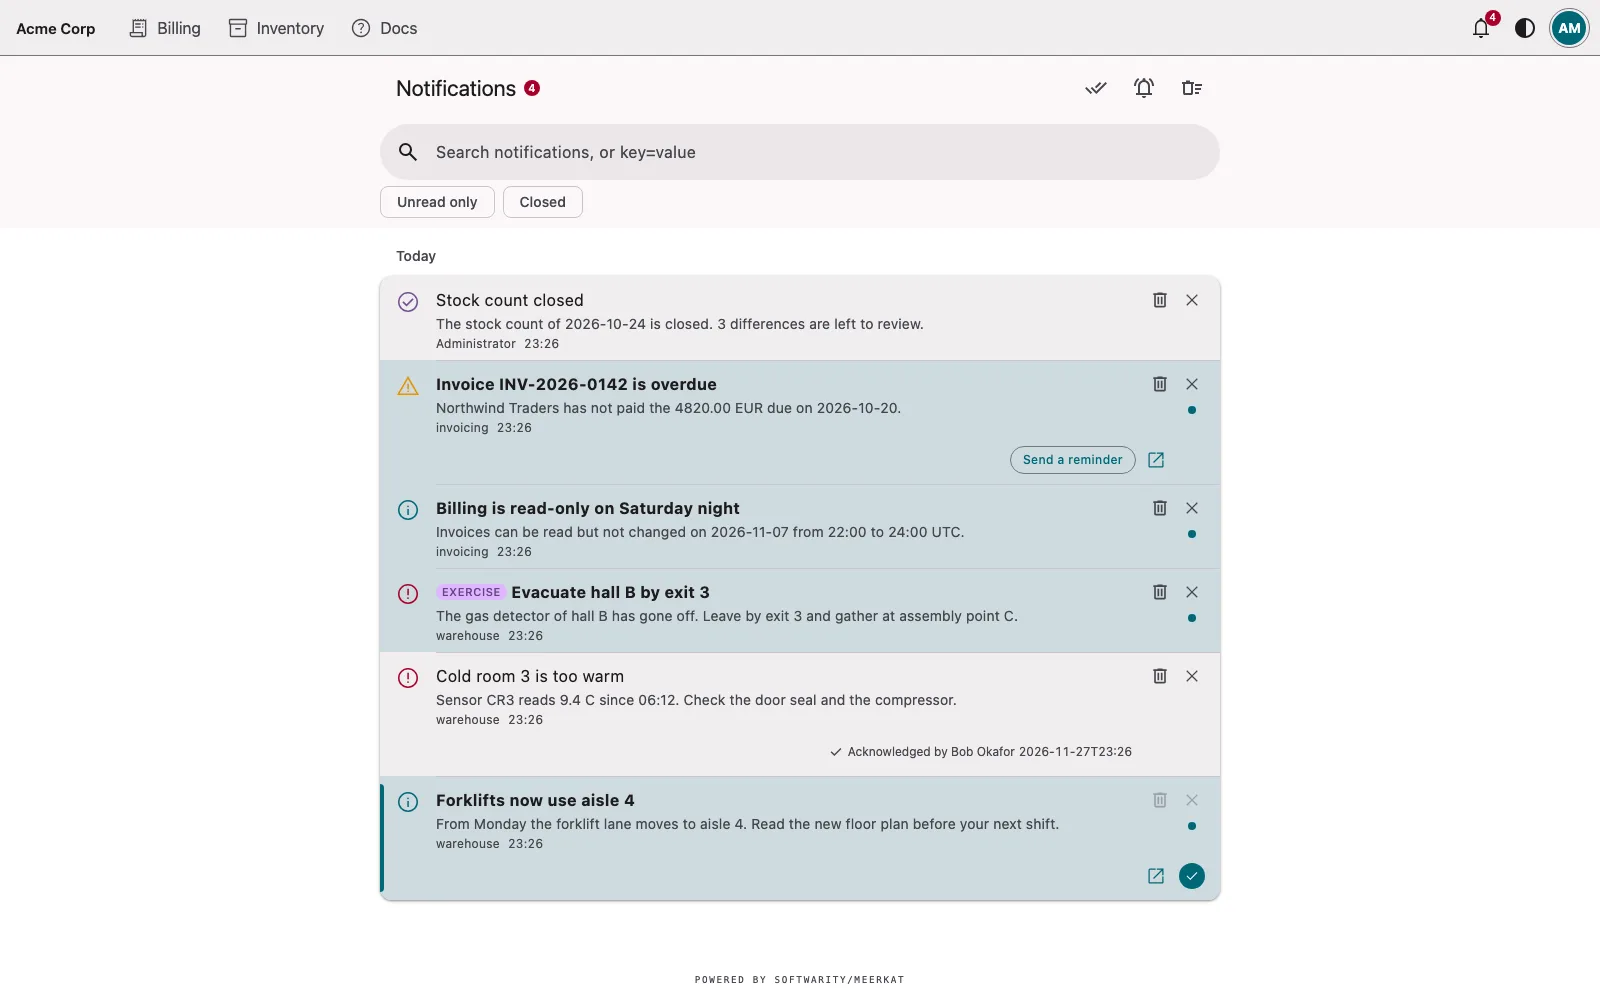 Acme Corp Billing Inventory Docs 4 AM
Notifications 4
Search notifications, or key=value
Unread only Closed
Today
Stock count closed
The stock count of 2026-10-24 is closed. 3 differences are left to review.
Administrator 23:26
Invoice INV-2026-0142 is overdue
Northwind Traders has not paid the 4820.00 EUR due on 2026-10-20.
invoicing 23:26
Send a reminder
Billing is read-only on Saturday night
Invoices can be read but not changed on 2026-11-07 from 22:00 to 24:00 UTC.
invoicing 23:26
EXERCISE Evacuate hall B by exit 3
The gas detector of hall B has gone off. Leave by exit 3 and gather at assembly point C.
warehouse 23:26
Cold room 3 is too warm
Sensor CR3 reads 9.4 C since 06:12. Check the door seal and the compressor.
warehouse 23:26
Acknowledged by Bob Okafor 2026-11-27T23:26
Forklifts now use aisle 4
From Monday the forklift lane moves to aisle 4. Read the new floor plan before your next shift.
warehouse 23:26
POWERED BY SOFTWARITY/MEERKAT